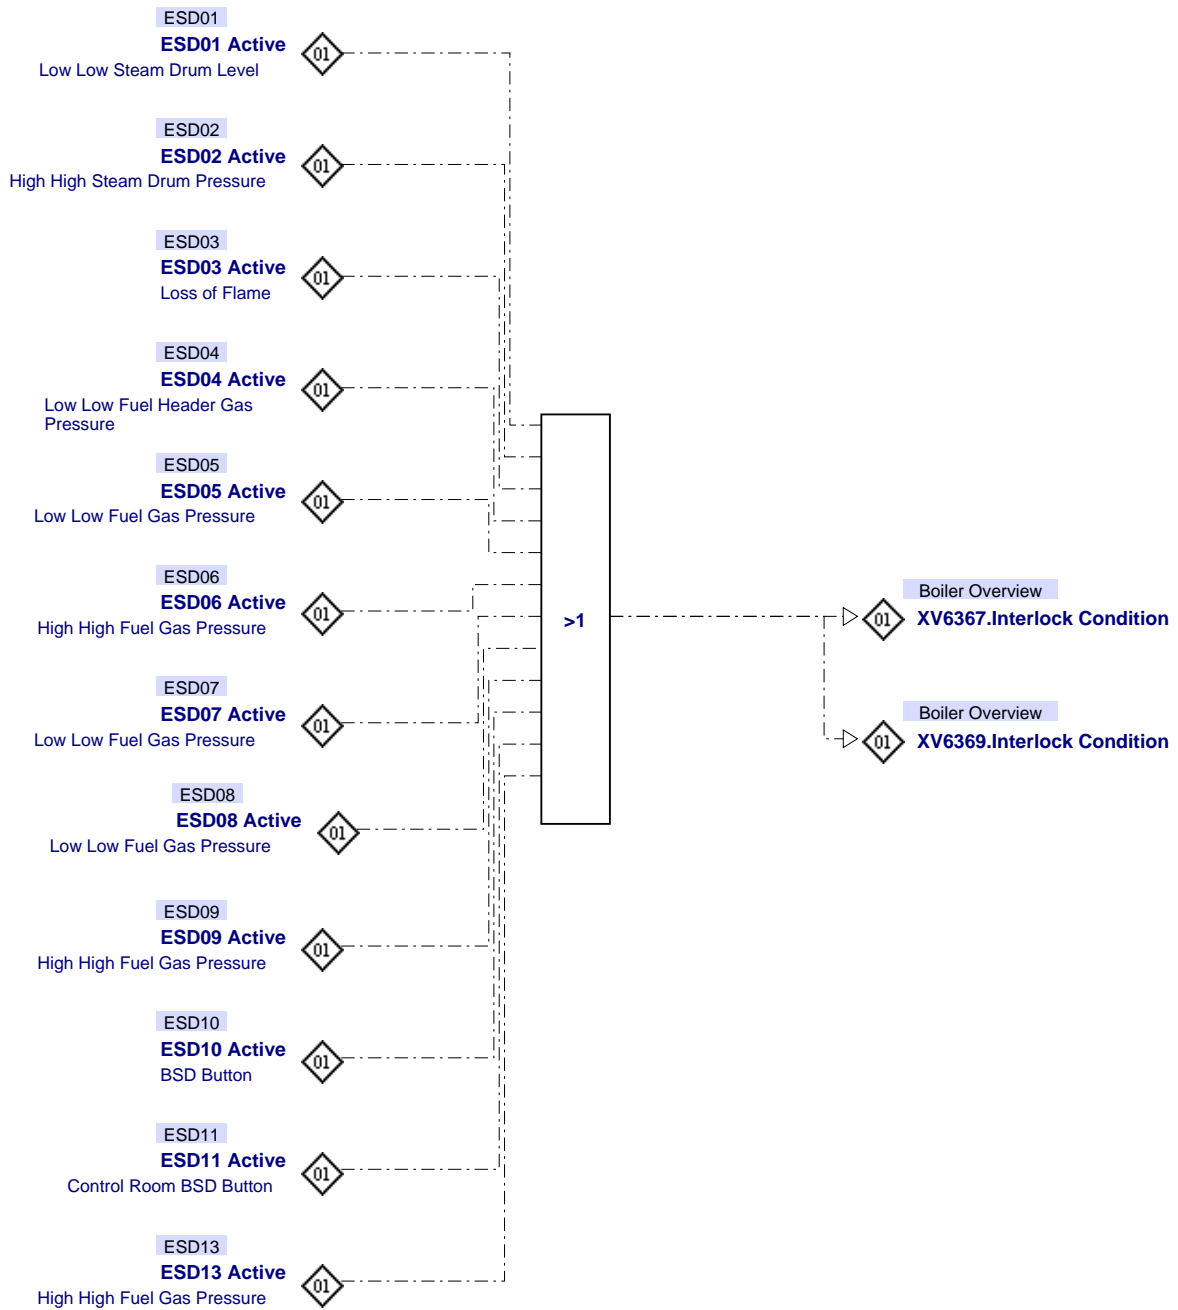 ESD01
ESD01 Active
01
Low Low Steam Drum Level
ESD02
ESD02 Active
01
High High Steam Drum Pressure
ESD03
ESD03 Active
01
Loss of Flame
ESD04
ESD04 Active
01
Low Low Fuel Header Gas
Pressure
ESD05
ESD05 Active
01
Low Low Fuel Gas Pressure
ESD06
ESD06 Active
01
High High Fuel Gas Pressure
ESD07
ESD07 Active
01
Low Low Fuel Gas Pressure
ESD08
ESD08 Active
01
Low Low Fuel Gas Pressure
ESD09
ESD09 Active
01
High High Fuel Gas Pressure
ESD10
ESD10 Active
01
BSD Button
ESD11
ESD11 Active
01
Control Room BSD Button
ESD13
ESD13 Active
01
High High Fuel Gas Pressure
>1
Boiler Overview
01
XV6367.Interlock Condition
Boiler Overview
01
XV6369.Interlock Condition